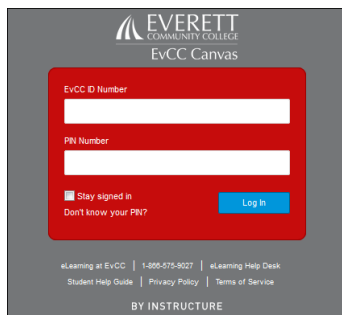 EVERETT
COMMUNITY COLLEGE
EvCC Canvas
EvCC ID Number
PIN Number
Stay signed in
Don't know your PIN?
Log In
eLearning at EvCC | 1-866-575-9027 | eLearning Help Desk
Student Help Guide | Privacy Policy | Terms of Service
BY INSTRUCTURE